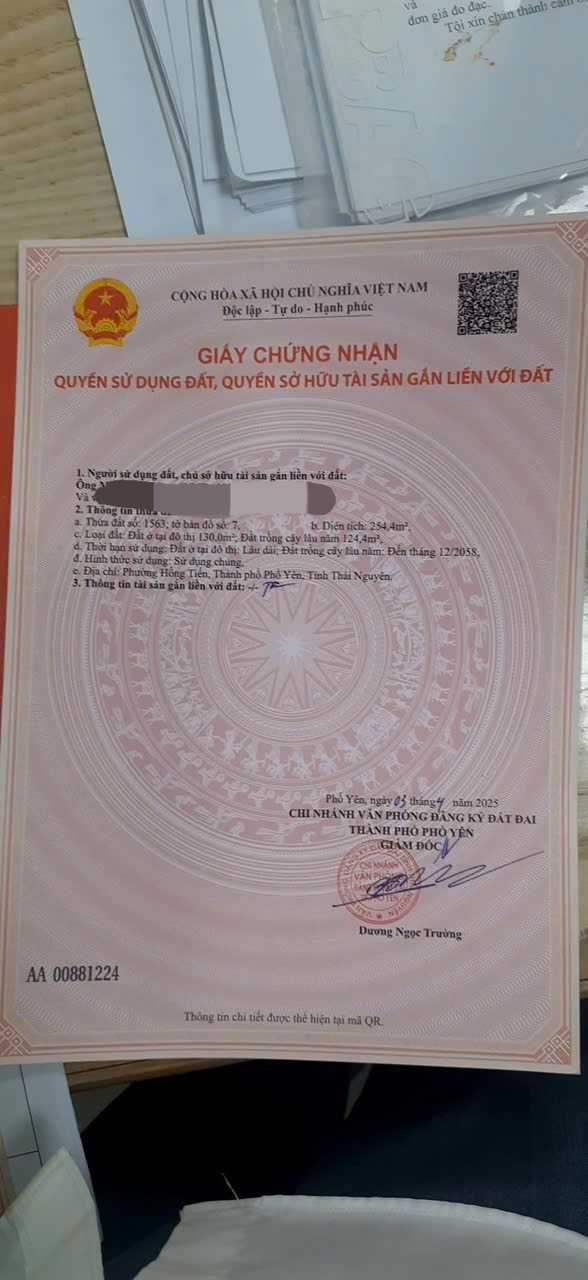 và
đơn giá đo đạc.
Tôi xin chân thành cảm
CỘNG HÒA XÃ HỘI CHỦ NGHĨA VIỆT NAM
Độc lập - Tự do - Hạnh phúc
GIẤY CHỨNG NHẬN
QUYỀN SỬ DỤNG ĐẤT, QUYỀN SỞ HỮU TÀI SẢN GẮN LIỀN VỚI ĐẤT
1. Người sử dụng đất, chủ sở hữu tài sản gắn liền với đất:
Ông
Và
2. Thông tin thửa
a. Thửa đất số: 1563; tờ bản đồ số: 7, b. Diện tích: 254,4m²,
c. Loại đất: Đất ở tại đô thị 130,0m²; Đất trồng cây lâu năm 124,4m²,
d. Thời hạn sử dụng: Đất ở tại đô thị: Lâu dài; Đất trồng cây lâu năm: Đến tháng 12/2058,
đ. Hình thức sử dụng: Sử dụng chung,
e. Địa chỉ: Phường Hồng Tiến, Thành phố Phổ Yên, Tỉnh Thái Nguyên.
3. Thông tin tài sản gắn liền với đất: -/-
Phổ Yên, ngày 03 tháng 4 năm 2025
CHI NHÁNH VĂN PHÒNG ĐĂNG KÝ ĐẤT ĐAI
THÀNH PHỐ PHỔ YÊN
GIÁM ĐỐC
CHI NHÁNH
VĂN PHÒNG
Dương Ngọc Trường
AA 00881224
Thông tin chi tiết được thể hiện tại mã QR.